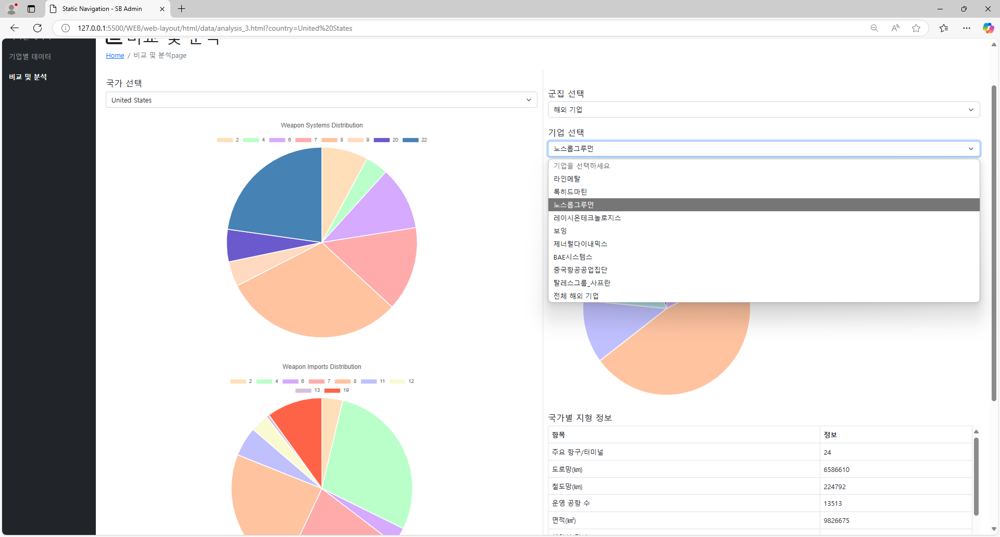 Static Navigation - SB Admin
127.0.0.1:5500/WEB/web-layout/html/data/analysis_3.html?country=United%20States
기업별 데이터
비교 및 분석
비교 및 분석
Home / 비교 및 분석page
국가 선택
United States
Weapon Systems Distribution
2 4 6 7 8 9 20 22
Weapon Imports Distribution
2 4 6 7 8 11 12
13 19
군집 선택
해외 기업
기업 선택
노스롭그루먼
기업을 선택하세요
라인메탈
록히드마틴
노스롭그루먼
레이시온테크놀로지스
보잉
제너럴다이내믹스
BAE시스템스
중국항공공업집단
탈레스그룹_사프란
전체 해외 기업
국가별 지형 정보
항목 정보
주요 항구/터미널 24
도로망(㎞) 6586610
철도망(㎞) 224792
운영 공항 수 13513
면적(㎢) 9826675